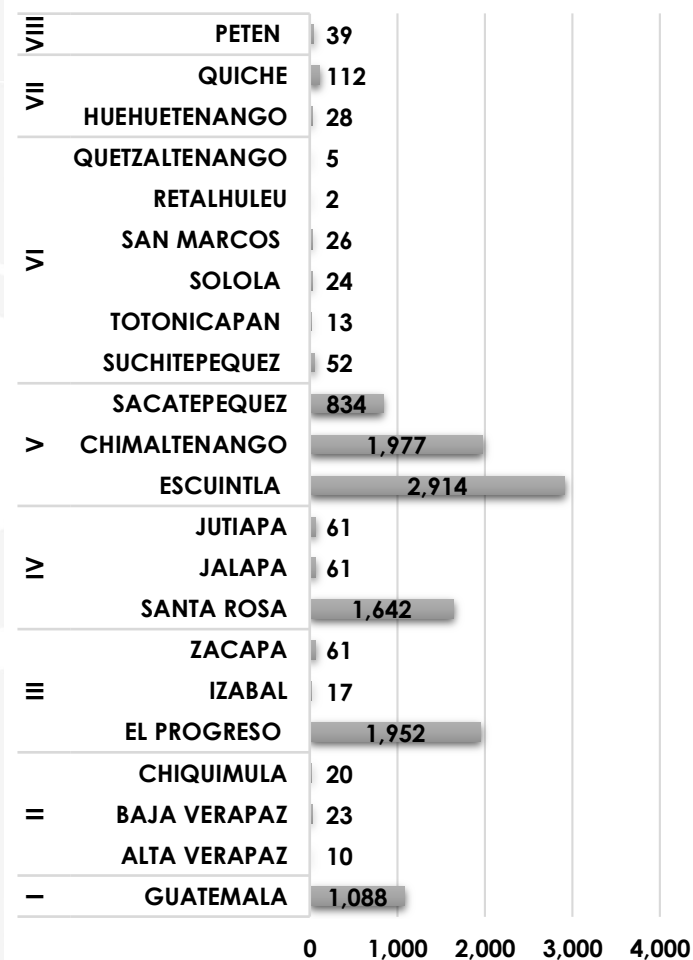 VIII
PETEN 39
VII
QUICHE 112
HUEHUETENANGO 28
VI
QUETZALTENANGO 5
RETALHULEU 2
SAN MARCOS 26
SOLOLA 24
TOTONICAPAN 13
SUCHITEPEQUEZ 52
V
SACATEPEQUEZ 834
CHIMALTENANGO 1,977
ESCUINTLA 2,914
IV
JUTIAPA 61
JALAPA 61
SANTA ROSA 1,642
III
ZACAPA 61
IZABAL 17
EL PROGRESO 1,952
II
CHIQUIMULA 20
BAJA VERAPAZ 23
ALTA VERAPAZ 10
I
GUATEMALA 1,088
0 1,000 2,000 3,000 4,000